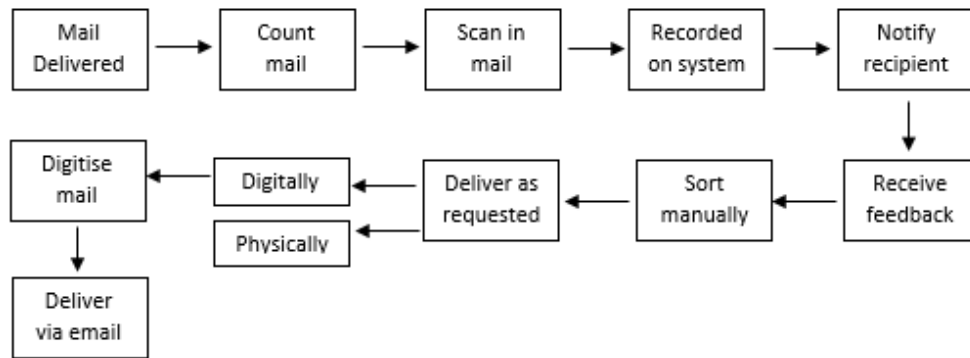 Mail
Delivered
Count
mail
Scan in
mail
Recorded
on system
Notify
recipient
Receive
feedback
Sort
manually
Deliver as
requested
Digitally
Physically
Digitise
mail
Deliver
via email